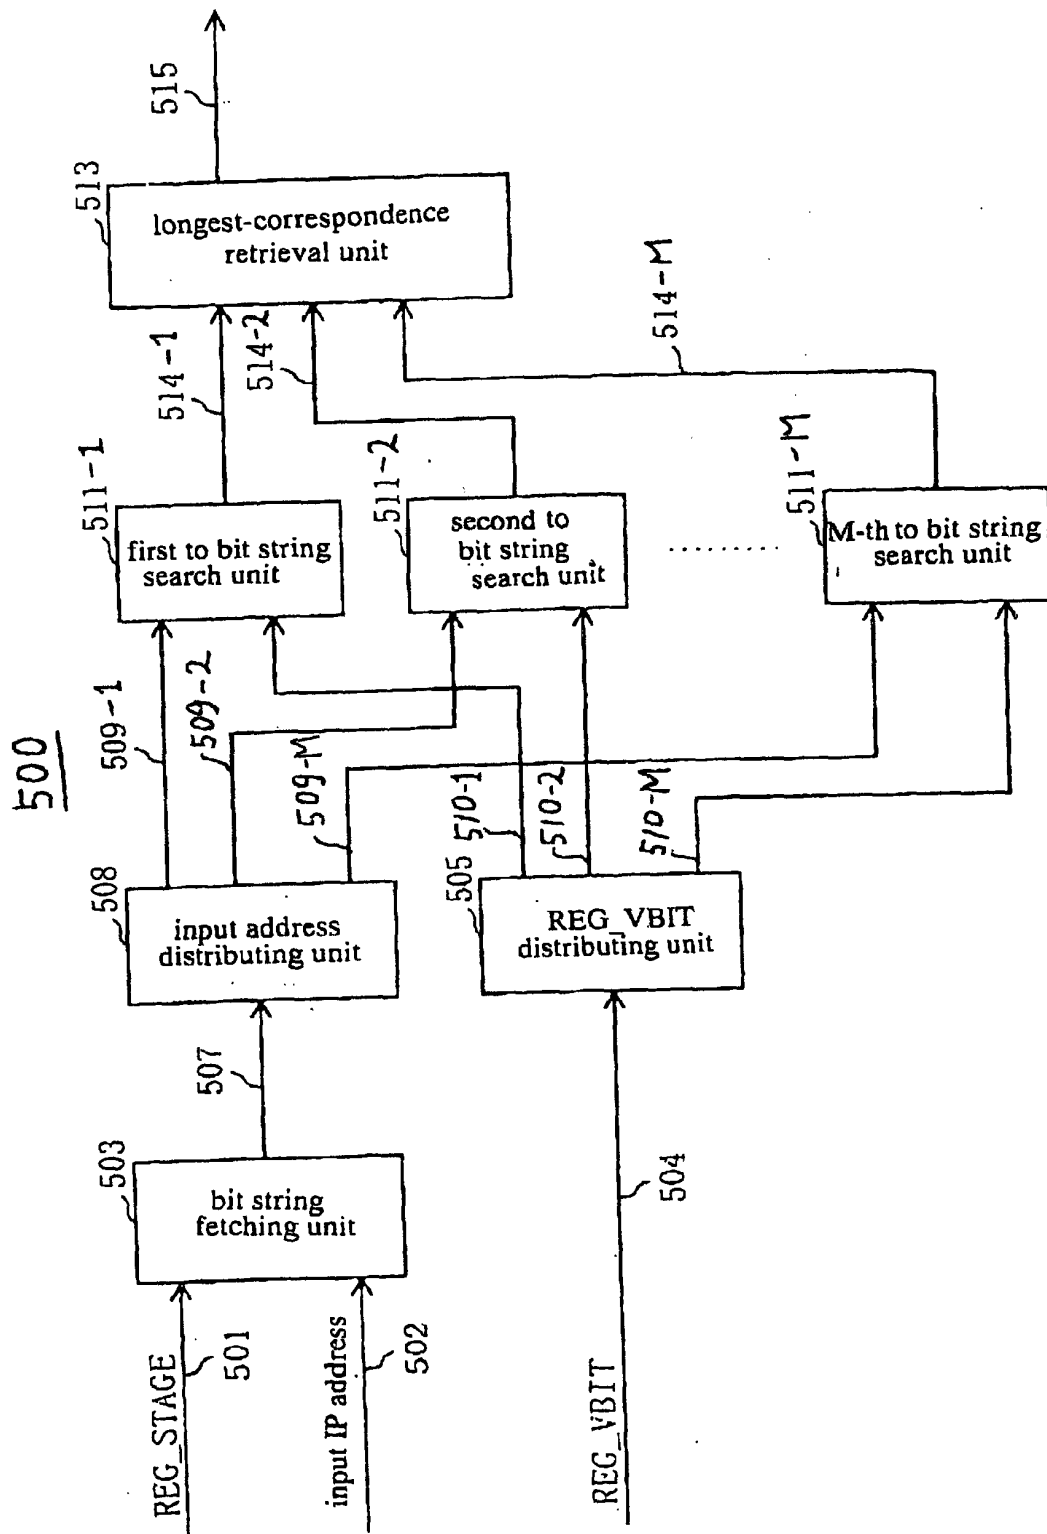 500
515
513
longest-correspondence
retrieval unit
514-1
514-2
514-M
511-1
first to bit string
search unit
511-2
second to
bit string
search unit
511-M
M-th to bit string
search unit
509-1
509-2
509-M
510-1
510-2
510-M
508
input address
distributing unit
505
REG_VBIT
distributing unit
507
503
bit string
fetching unit
504
REG_STAGE
501
input IP address
502
REG_VBIT